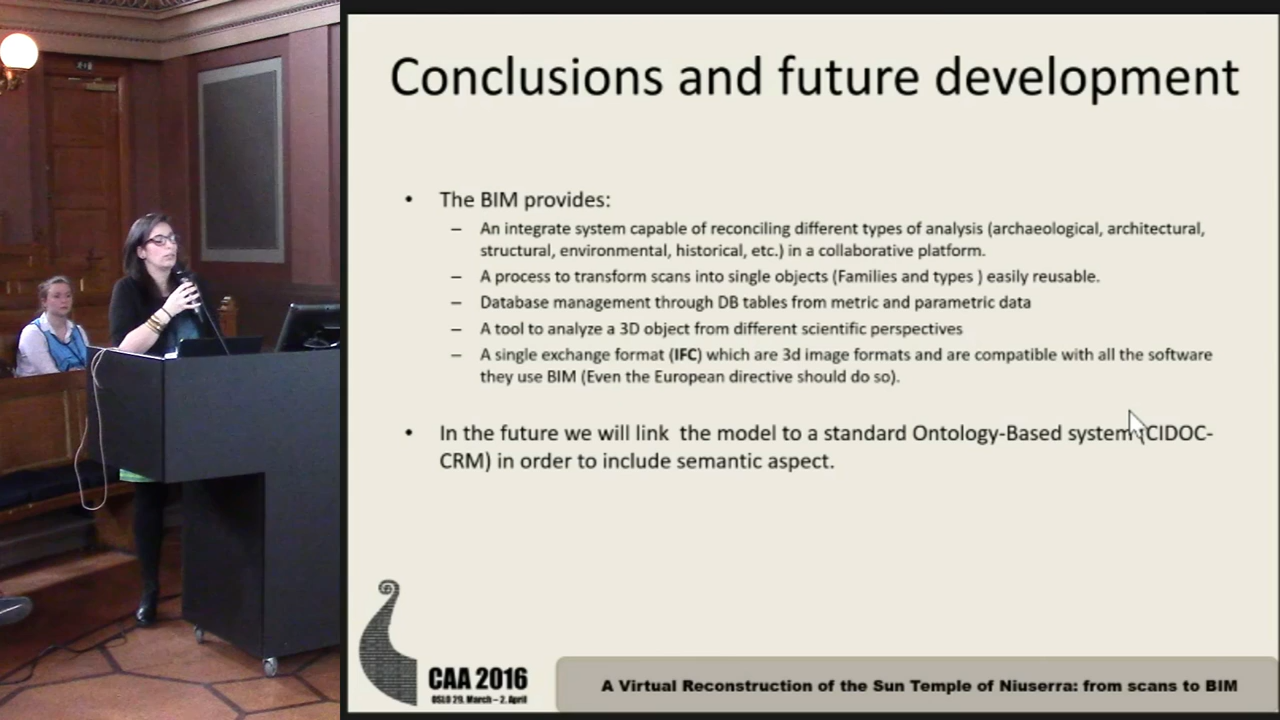 Conclusions and future development
• The BIM provides:
– An integrate system capable of reconciling different types of analysis (archaeological, architectural,
structural, environmental, historical, etc.) in a collaborative platform.
– A process to transform scans into single objects (Families and types ) easily reusable.
– Database management through DB tables from metric and parametric data
– A tool to analyze a 3D object from different scientific perspectives
– A single exchange format (IFC) which are 3d image formats and are compatible with all the software
they use BIM (Even the European directive should do so).
• In the future we will link the model to a standard Ontology-Based system (CIDOC-
CRM) in order to include semantic aspect.
CAA 2016
OSLO 29. March – 2. April
A Virtual Reconstruction of the Sun Temple of Niuserra: from scans to BIM